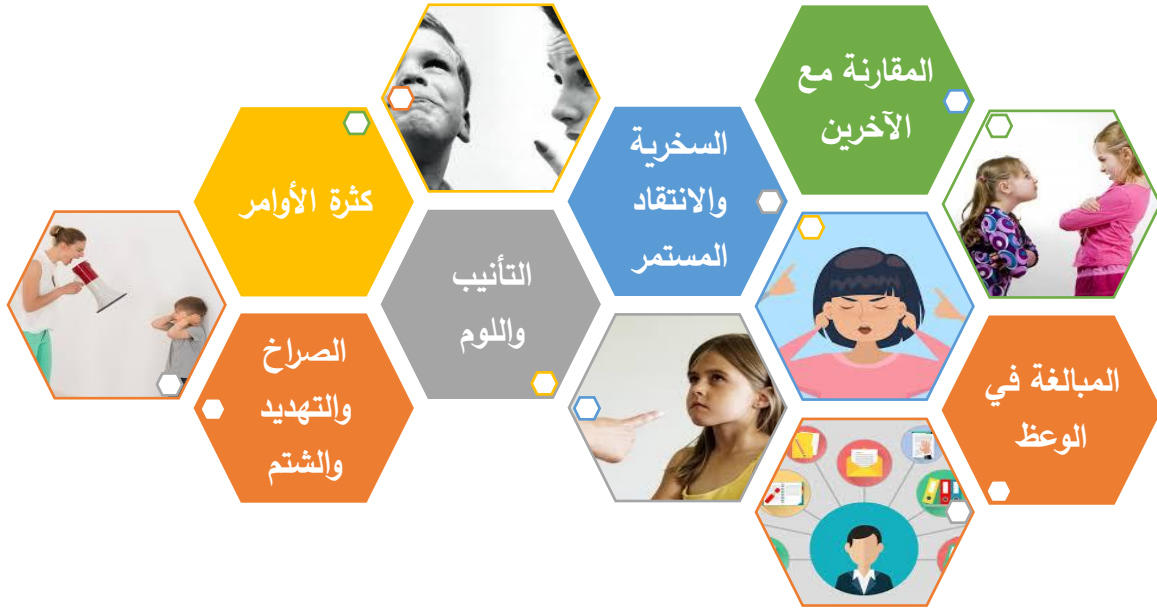 المقارنة مع
الآخرين
السخرية
والانتقاد
المستمر
كثرة الأوامر
التأنيب
واللوم
الصراخ
والتهديد
والشتم
المبالغة في
الوعظ